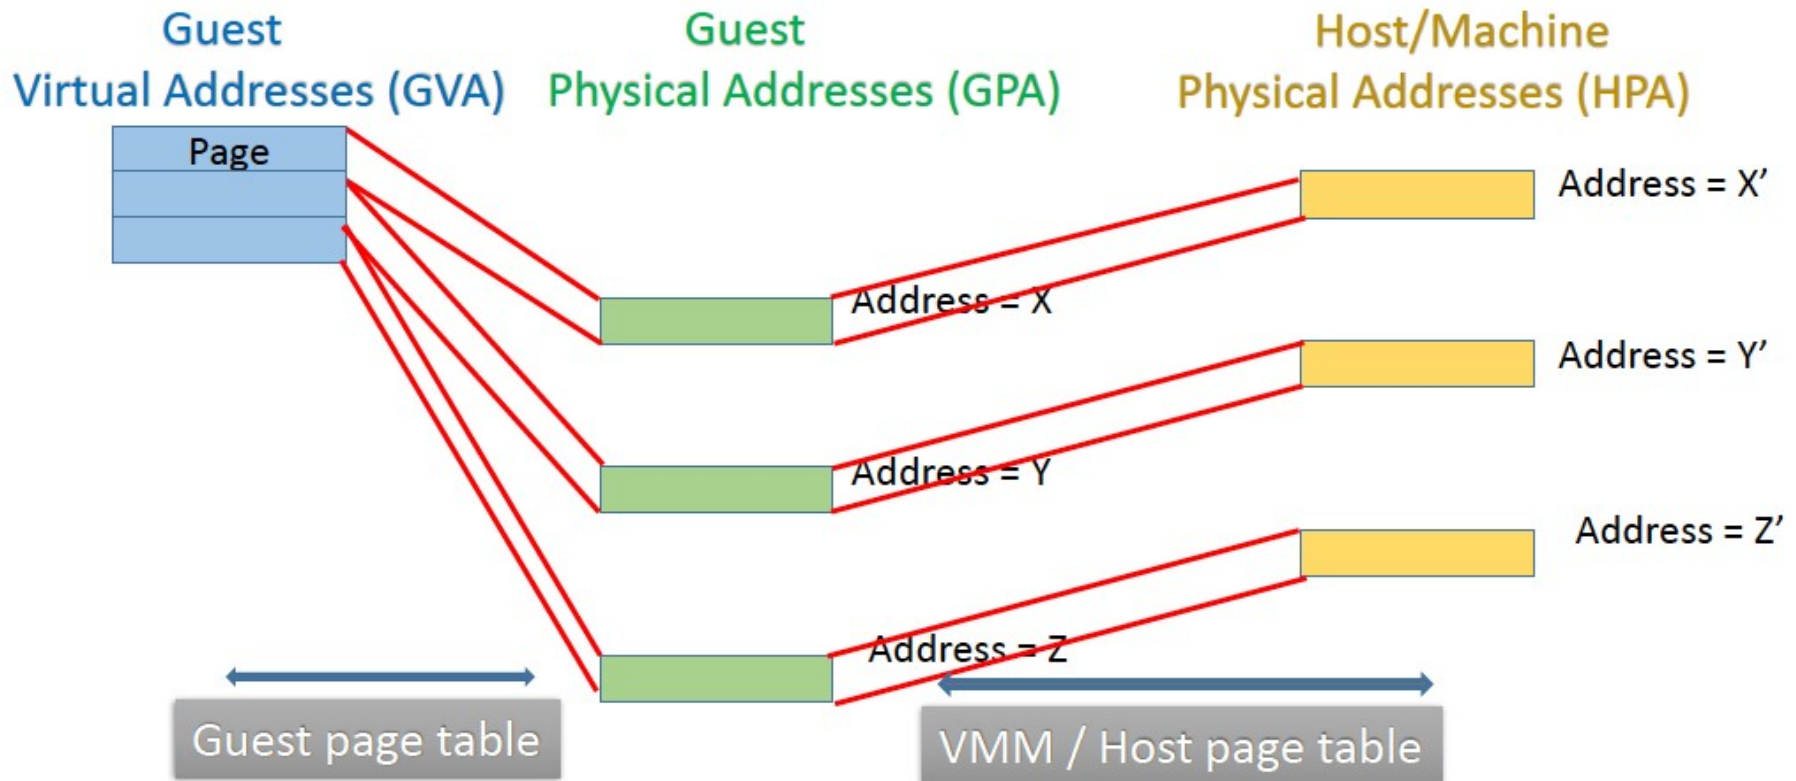 Guest
Virtual Addresses (GVA)
Guest
Physical Addresses (GPA)
Host/Machine
Physical Addresses (HPA)
Page
Address = X’
Address = X
Address = Y’
Address = Y
Address = Z’
Address = Z
Guest page table
VMM / Host page table